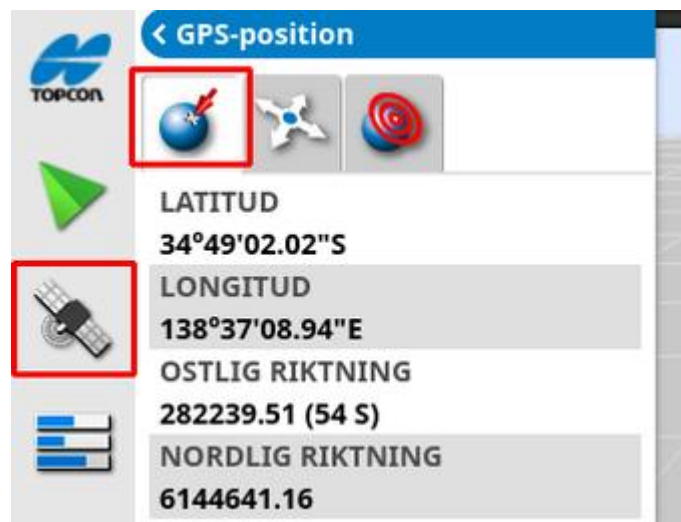 TOPCON
GPS-position
LATITUD
34°49'02.02"S
LONGITUD
138°37'08.94"E
OSTLIG RIKTNING
282239.51 (54 S)
NORDLIG RIKTNING
6144641.16